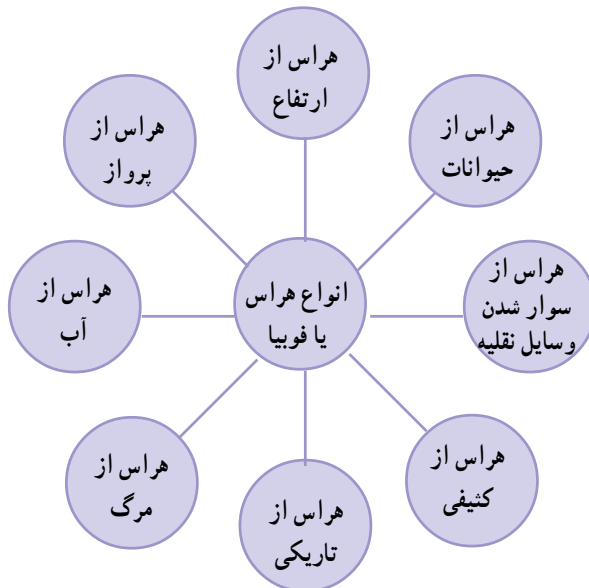 هراس از
ارتفاع
هراس از
حیوانات
هراس از
سوار شدن
وسایل نقلیه
هراس از
کثیفی
هراس از
تاریکی
هراس از
مرگ
هراس از
آب
هراس از
پرواز
انواع هراس
یا فوبیا